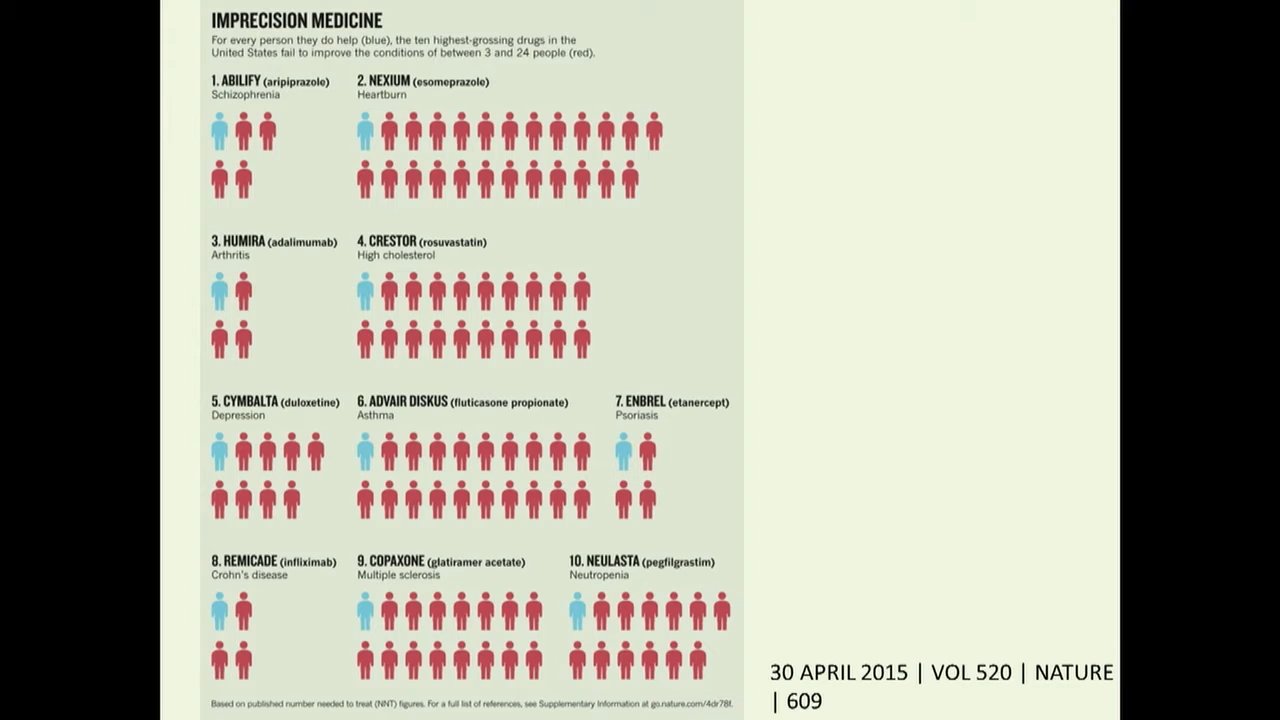 IMPRECISION MEDICINE
For every person they do help (blue), the ten highest-grossing drugs in the
United States fail to improve the conditions of between 3 and 24 people (red).
1. ABILIFY (aripiprazole)
Schizophrenia
2. NEXIUM (esomeprazole)
Heartburn
3. HUMIRA (adalimumab)
Arthritis
4. CRESTOR (rosuvastatin)
High cholesterol
5. CYMBALTA (duloxetine)
Depression
6. ADVAIR DISKUS (fluticasone propionate)
Asthma
7. ENBREL (etanercept)
Psoriasis
8. REMICADE (infliximab)
Crohn's disease
9. COPAXONE (glatiramer acetate)
Multiple sclerosis
10. NEULASTA (pegfilgrastim)
Neutropenia
Based on published number needed to treat (NNT) figures. For a full list of references, see Supplementary Information at go.nature.com/4dr78f.
30 APRIL 2015 | VOL 520 | NATURE
| 609